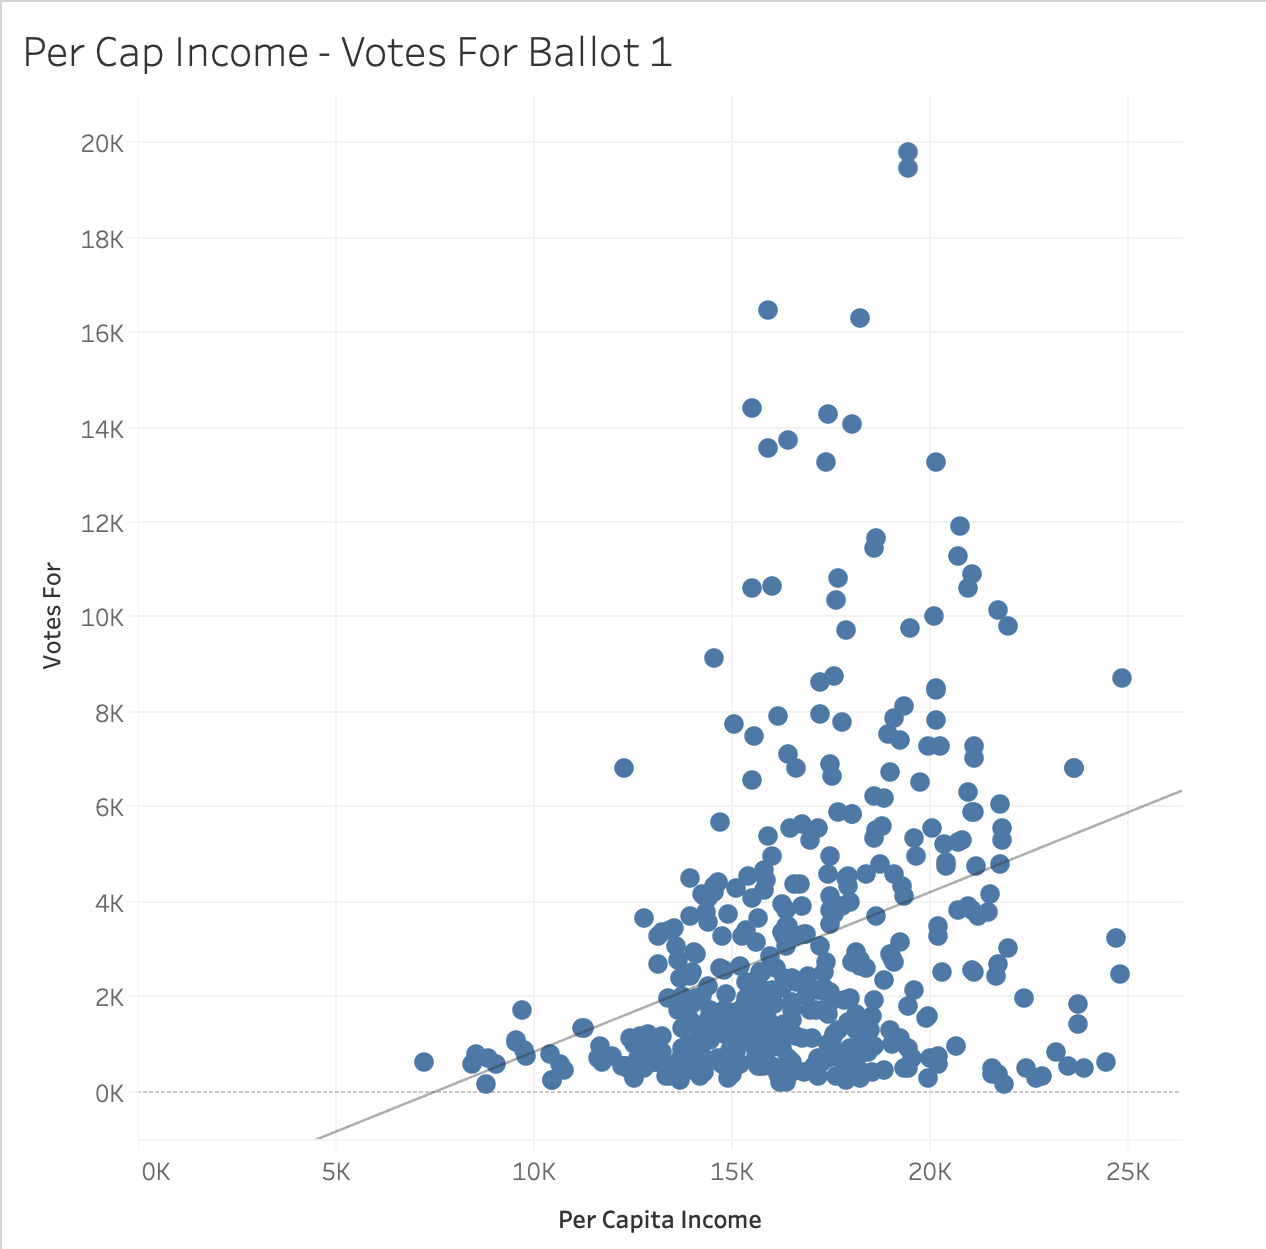 Per Cap Income - Votes For Ballot 1
20K
18K
16K
14K
12K
10K
8K
6K
4K
2K
0K
Votes For
0K 5K 10K 15K 20K 25K
Per Capita Income